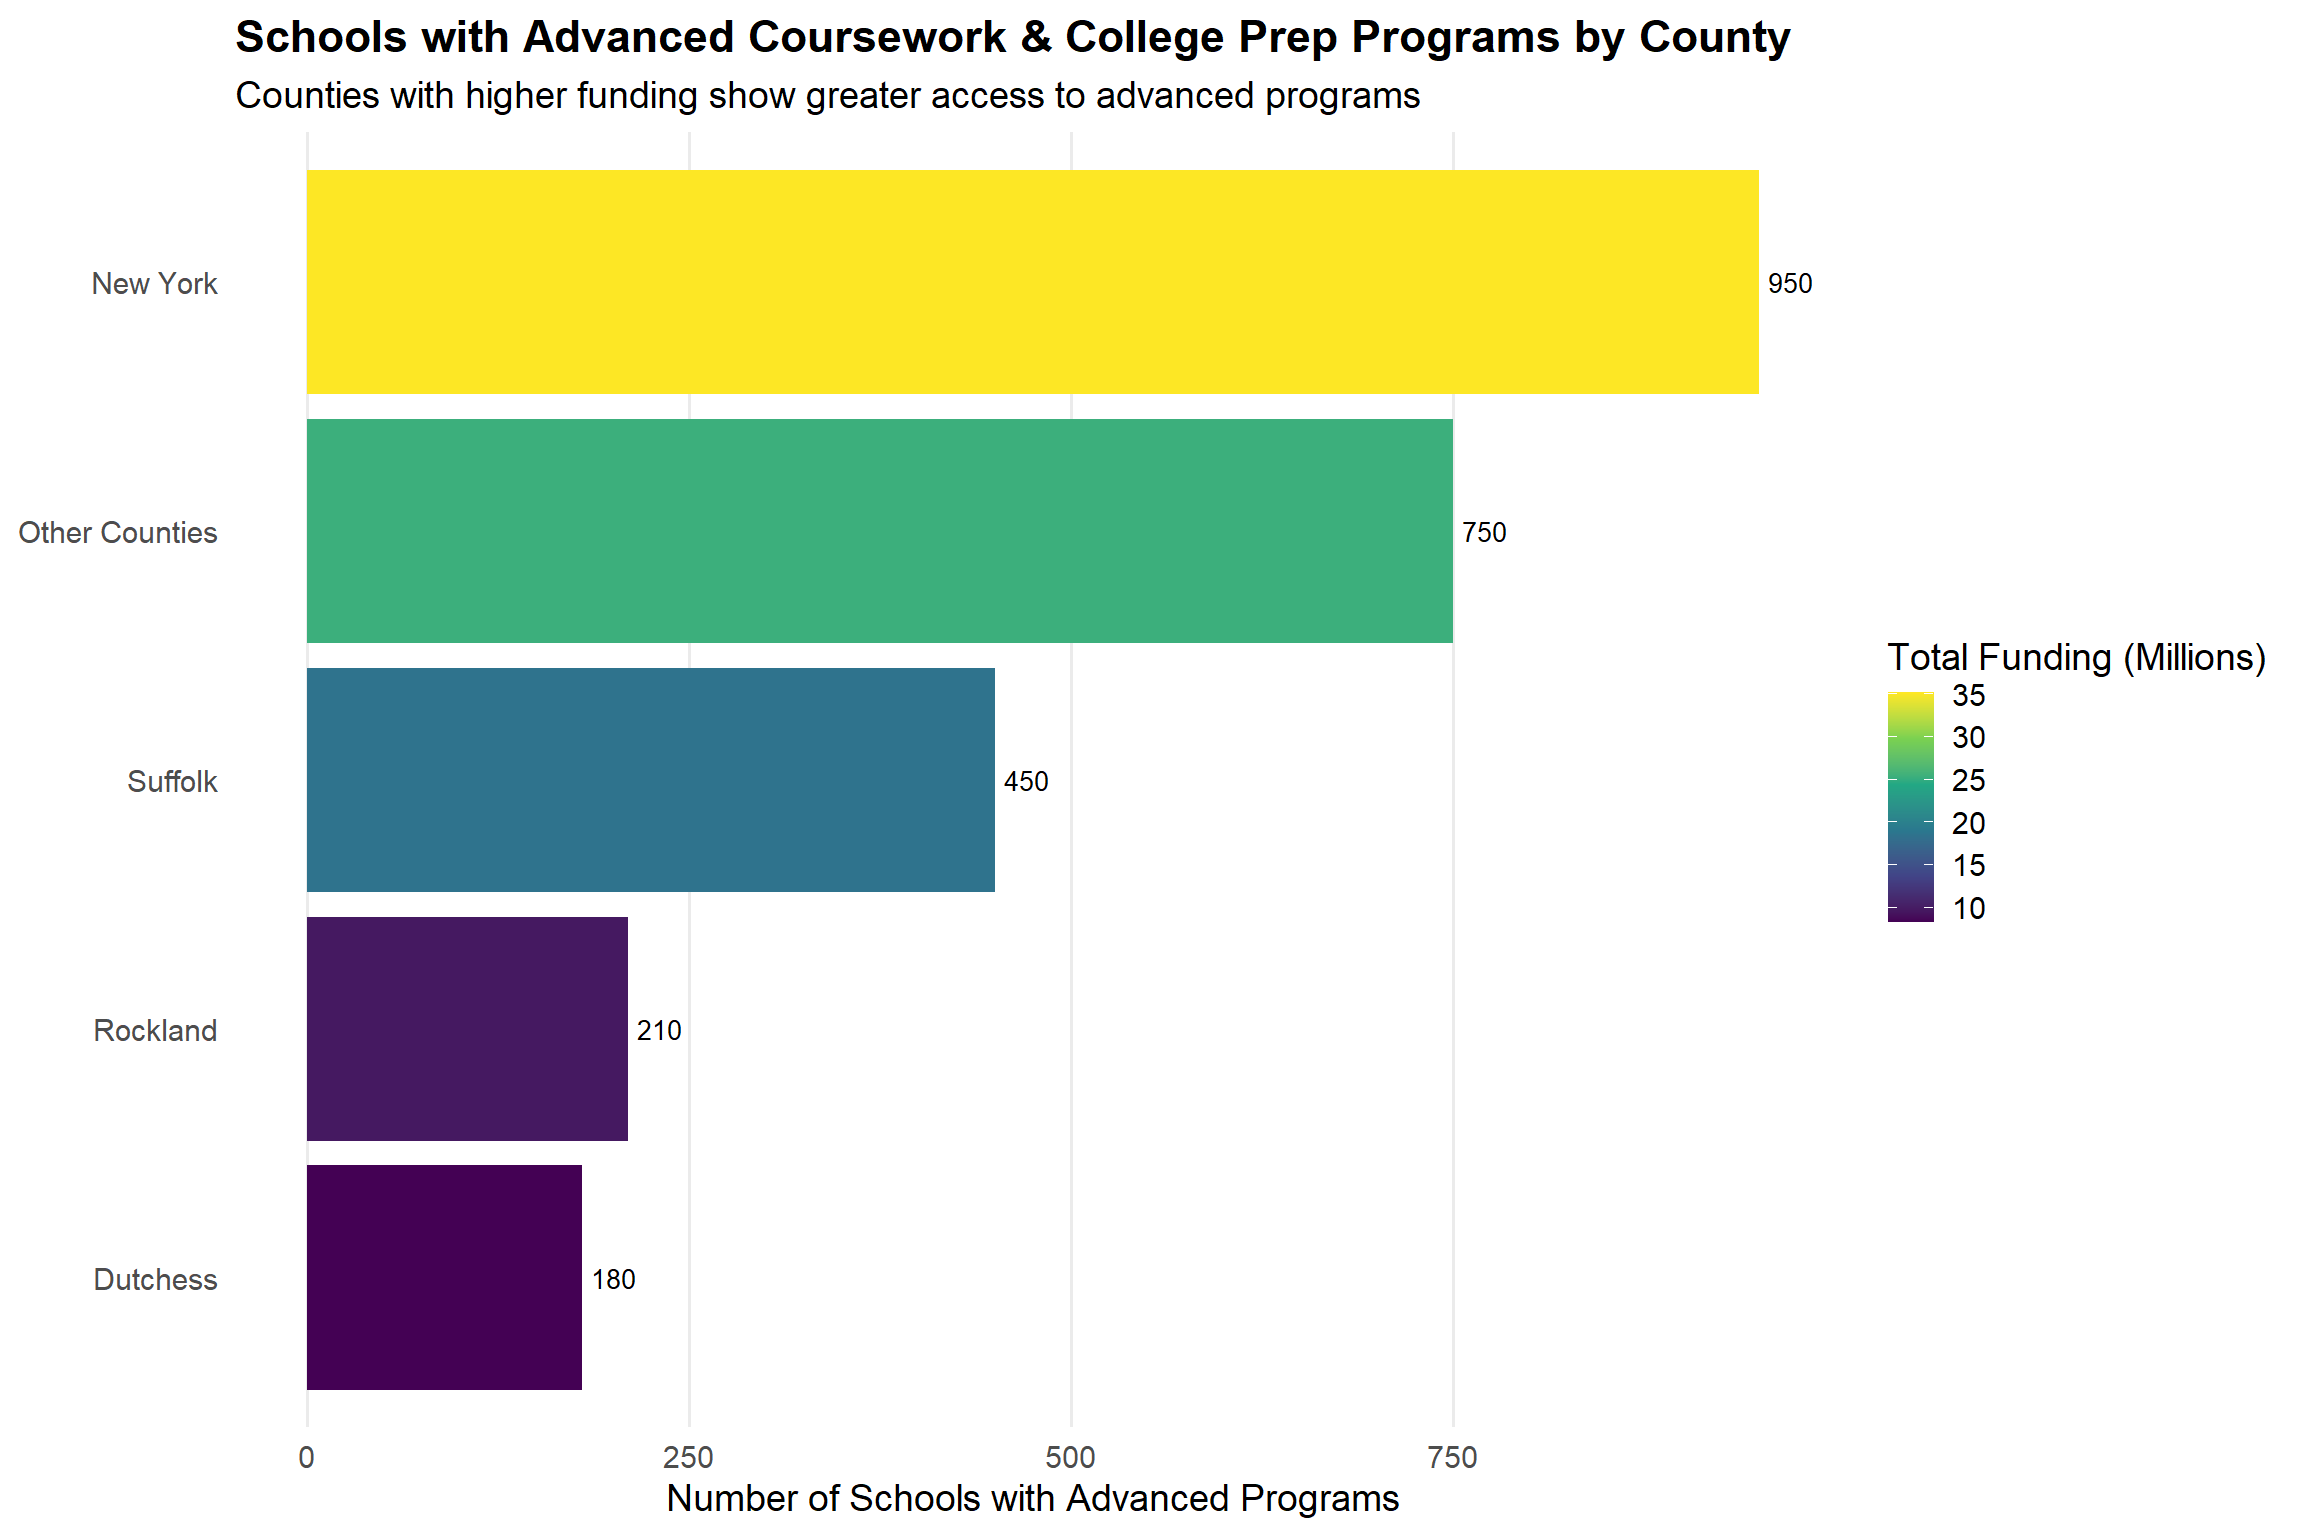 Schools with Advanced Coursework & College Prep Programs by County
Counties with higher funding show greater access to advanced programs
New York
950
Other Counties
750
Suffolk
450
Rockland
210
Dutchess
180
0
250
500
750
Number of Schools with Advanced Programs
Total Funding (Millions)
35
30
25
20
15
10